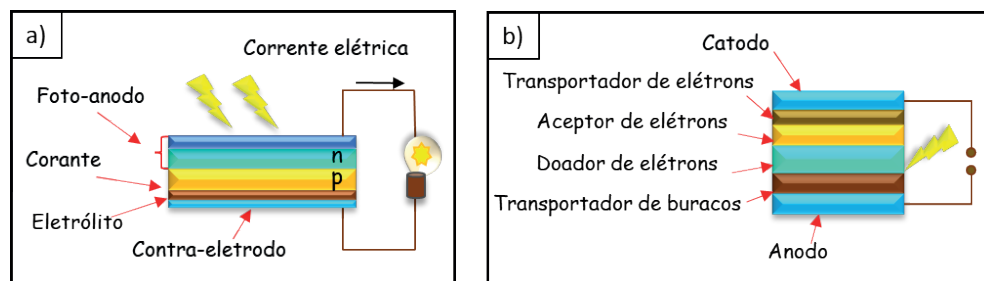 a)
Corrente elétrica
Foto-anodo
n
Corante
p
Eletrólito
Contra-eletrodo
b)
Catodo
Transportador de elétrons
Aceptor de elétrons
Doador de elétrons
Transportador de buracos
Anodo